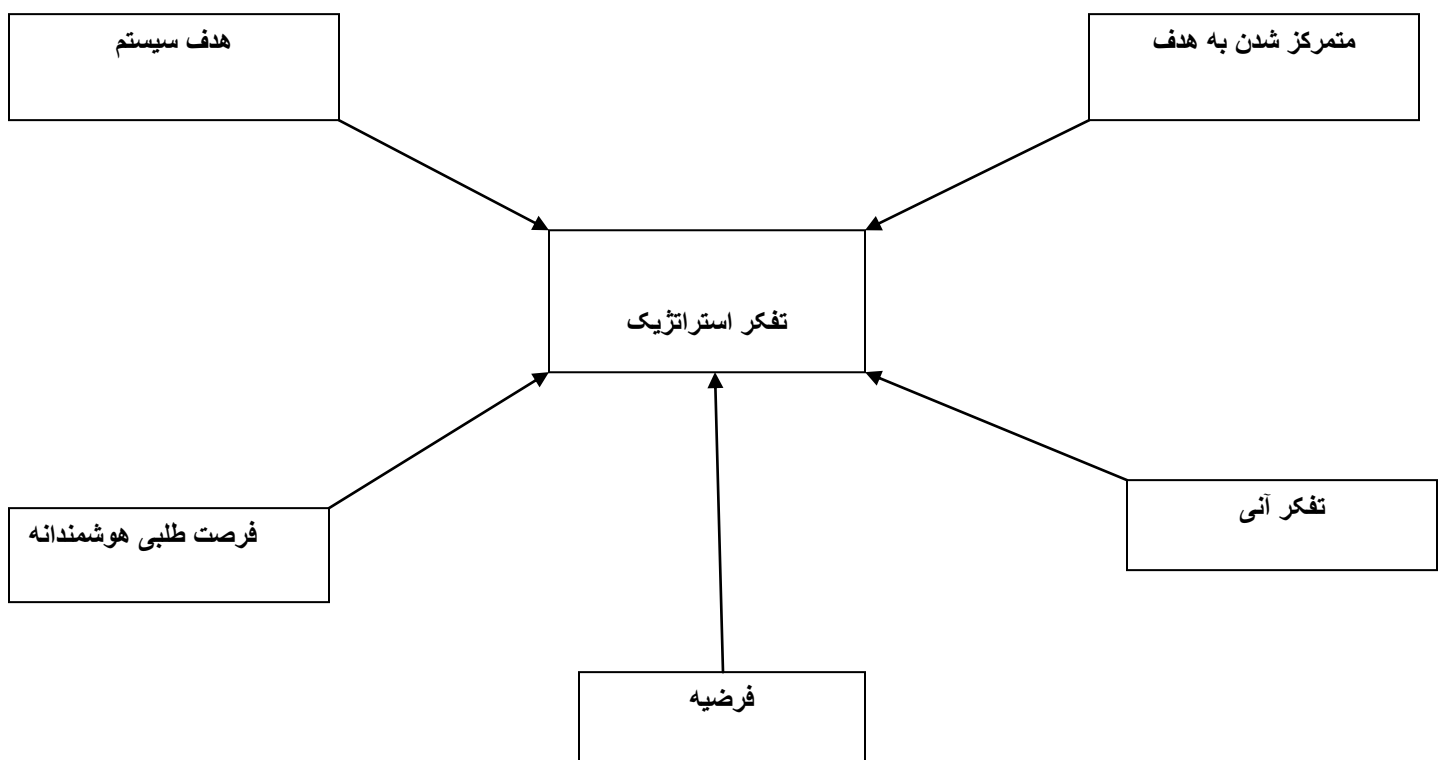 متمرکز شدن به هدف
هدف سیستم
تفکر استراتژیک
تفکر آنی
فرصت طلبی هوشمندانه
فرضیه